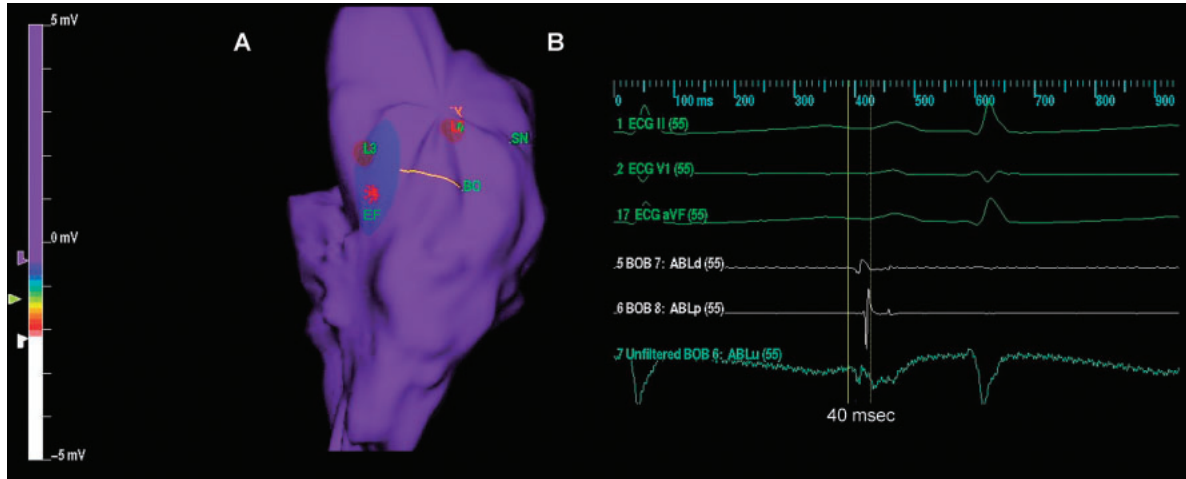 5 mV
0 mV
-5 mV
A
L3
EF
BO
SN
B
0 100 ms 200 300 400 500 600 700 800 900
1 ECG II (55)
2 ECG V1 (55)
17 ECG aVF (55)
5 BOB 7: ABLd (55)
6 BOB 8: ABLp (55)
7 Unfiltered BOB 6: ABLu (55)
40 msec